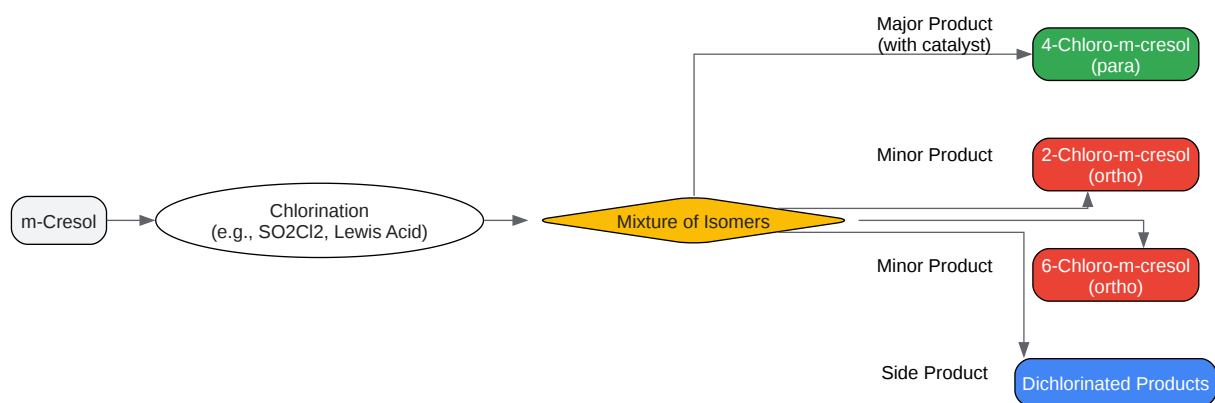 Major Product
(with catalyst)
4-Chloro-m-cresol
(para)
Minor Product
2-Chloro-m-cresol
(ortho)
m-Cresol
Chlorination
(e.g., SO2Cl2, Lewis Acid)
Mixture of Isomers
Minor Product
6-Chloro-m-cresol
(ortho)
Side Product
Dichlorinated Products